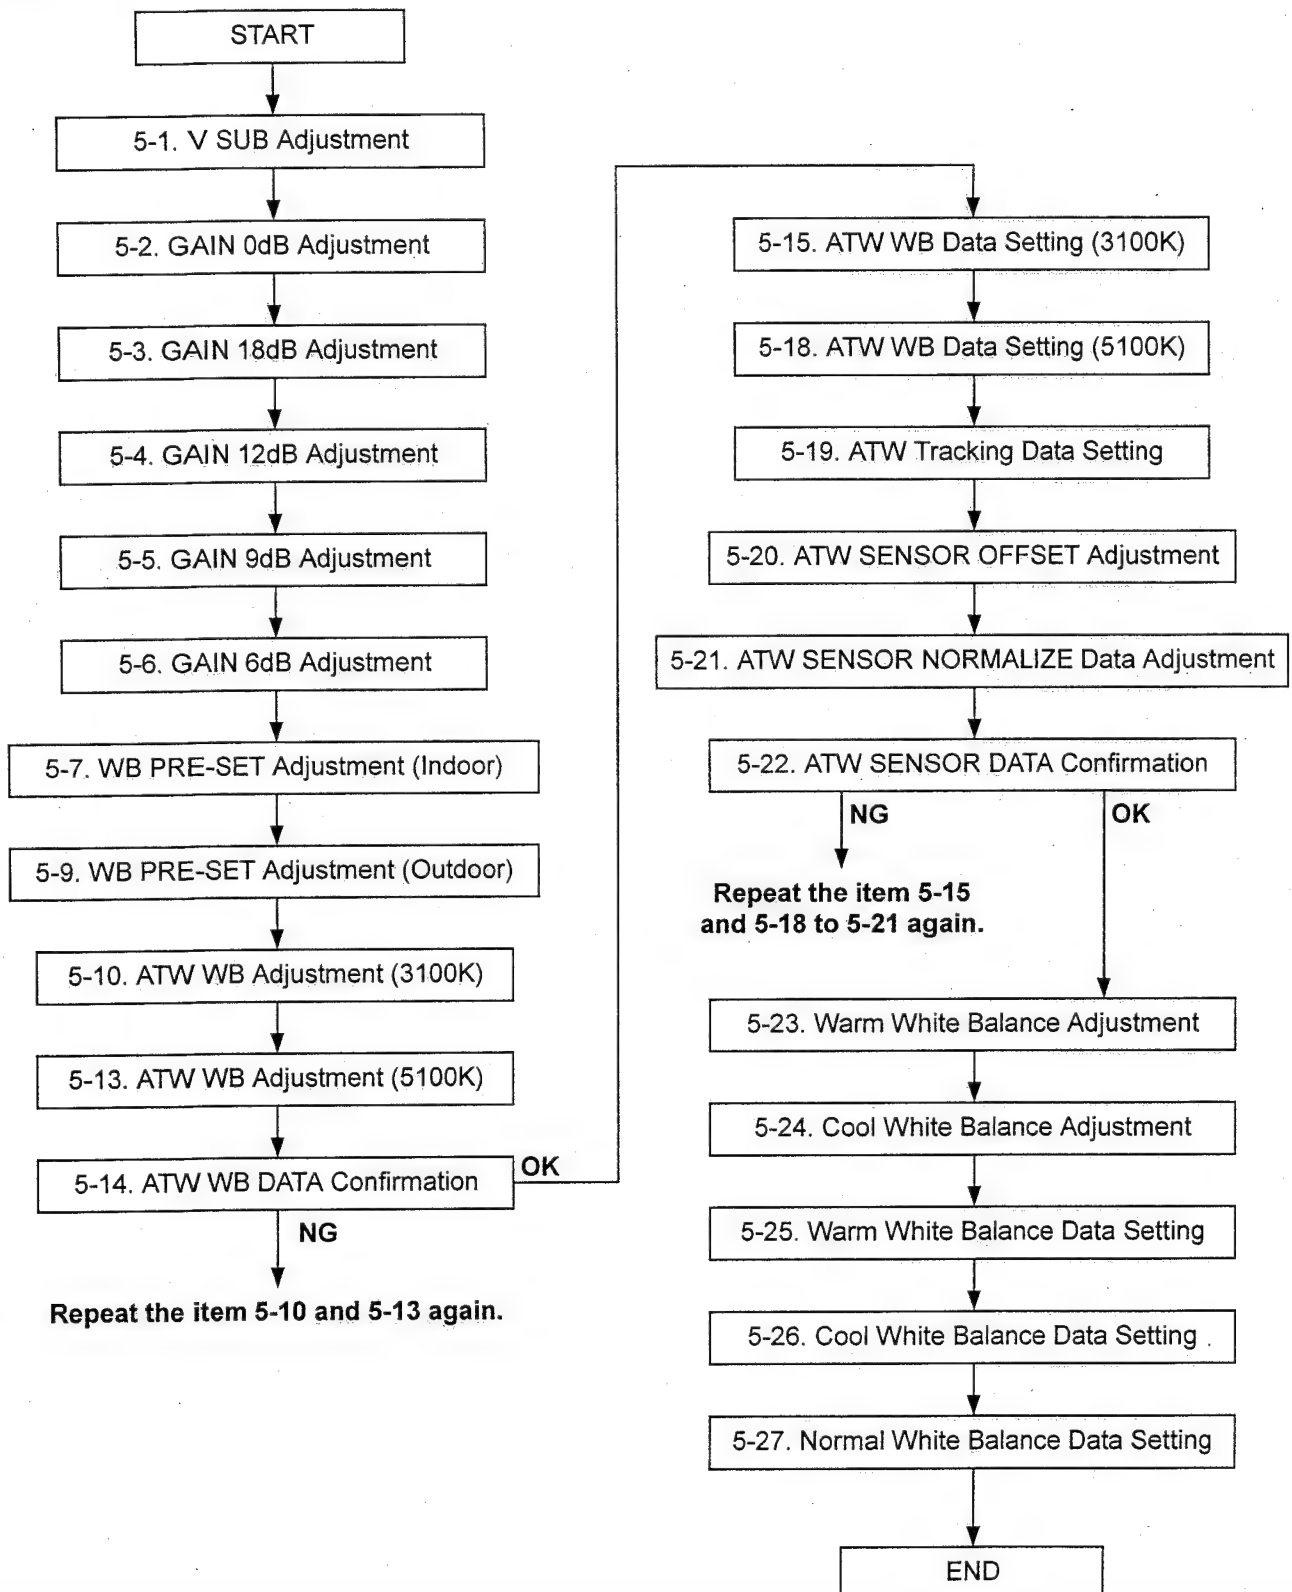 START
5-1. V SUB Adjustment
5-2. GAIN 0dB Adjustment
5-3. GAIN 18dB Adjustment
5-4. GAIN 12dB Adjustment
5-5. GAIN 9dB Adjustment
5-6. GAIN 6dB Adjustment
5-7. WB PRE-SET Adjustment (Indoor)
5-9. WB PRE-SET Adjustment (Outdoor)
5-10. ATW WB Adjustment (3100K)
5-13. ATW WB Adjustment (5100K)
5-14. ATW WB DATA Confirmation
OK
NG
Repeat the item 5-10 and 5-13 again.
5-15. ATW WB Data Setting (3100K)
5-18. ATW WB Data Setting (5100K)
5-19. ATW Tracking Data Setting
5-20. ATW SENSOR OFFSET Adjustment
5-21. ATW SENSOR NORMALIZE Data Adjustment
5-22. ATW SENSOR DATA Confirmation
NG
OK
Repeat the item 5-15
and 5-18 to 5-21 again.
5-23. Warm White Balance Adjustment
5-24. Cool White Balance Adjustment
5-25. Warm White Balance Data Setting
5-26. Cool White Balance Data Setting
5-27. Normal White Balance Data Setting
END